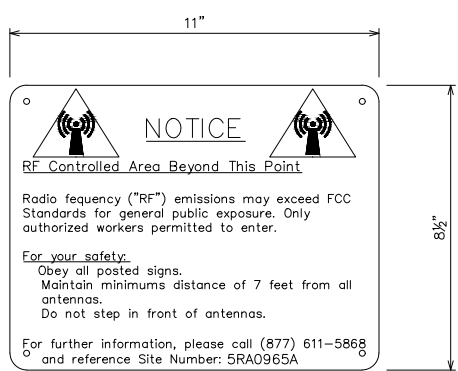 11"
NOTICE
RF Controlled Area Beyond This Point
Radio fequency ("RF") emissions may exceed FCC
Standards for general public exposure. Only
authorized workers permitted to enter.
For your safety:
Obey all posted signs.
Maintain minimums distance of 7 feet from all
antennas.
Do not step in front of antennas.
For further information, please call (877) 611-5868
and reference Site Number: 5RA0965A
8½"